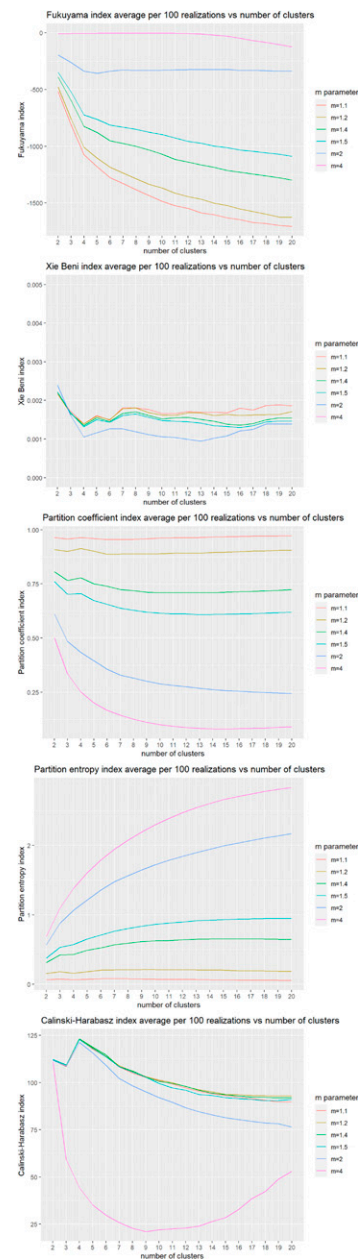 Fukuyama index average per 100 realizations vs number of clusters
0
-500
-1000
-1500
Fukuyama index
2 3 4 5 6 7 8 9 10 11 12 13 14 15 16 17 18 19 20
number of clusters
m parameter
m=1.1
m=1.2
m=1.4
m=1.5
m=2
m=4
Xie Beni index average per 100 realizations vs number of clusters
0.005
0.004
0.003
0.002
0.001
0.000
Xie Beni index
2 3 4 5 6 7 8 9 10 11 12 13 14 15 16 17 18 19 20
number of clusters
m parameter
m=1.1
m=1.2
m=1.4
m=1.5
m=2
m=4
Partition coefficient index average per 100 realizations vs number of clusters
1.00
0.75
0.50
0.25
Partition coefficient index
2 3 4 5 6 7 8 9 10 11 12 13 14 15 16 17 18 19 20
number of clusters
m parameter
m=1.1
m=1.2
m=1.4
m=1.5
m=2
m=4
Partition entropy index average per 100 realizations vs number of clusters
2
1
0
Partition entropy index
2 3 4 5 6 7 8 9 10 11 12 13 14 15 16 17 18 19 20
number of clusters
m parameter
m=1.1
m=1.2
m=1.4
m=1.5
m=2
m=4
Calinski-Harabasz index average per 100 realizations vs number of clusters
125
100
75
50
25
Calinski-Harabasz index
2 3 4 5 6 7 8 9 10 11 12 13 14 15 16 17 18 19 20
number of clusters
m parameter
m=1.1
m=1.2
m=1.4
m=1.5
m=2
m=4